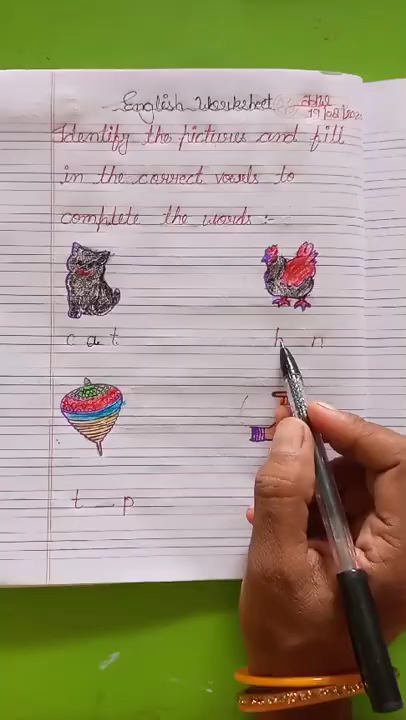 English Worksheet
Identify the pictures and fill
in the correct vowels to
complete the words :-
c a t
h n
t _ p